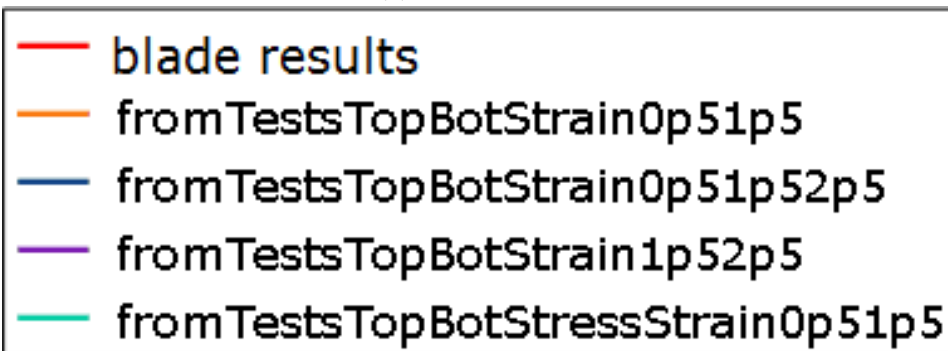 blade results
fromTestsTopBotStrain0p51p5
fromTestsTopBotStrain0p51p52p5
fromTestsTopBotStrain1p52p5
fromTestsTopBotStressStrain0p51p5